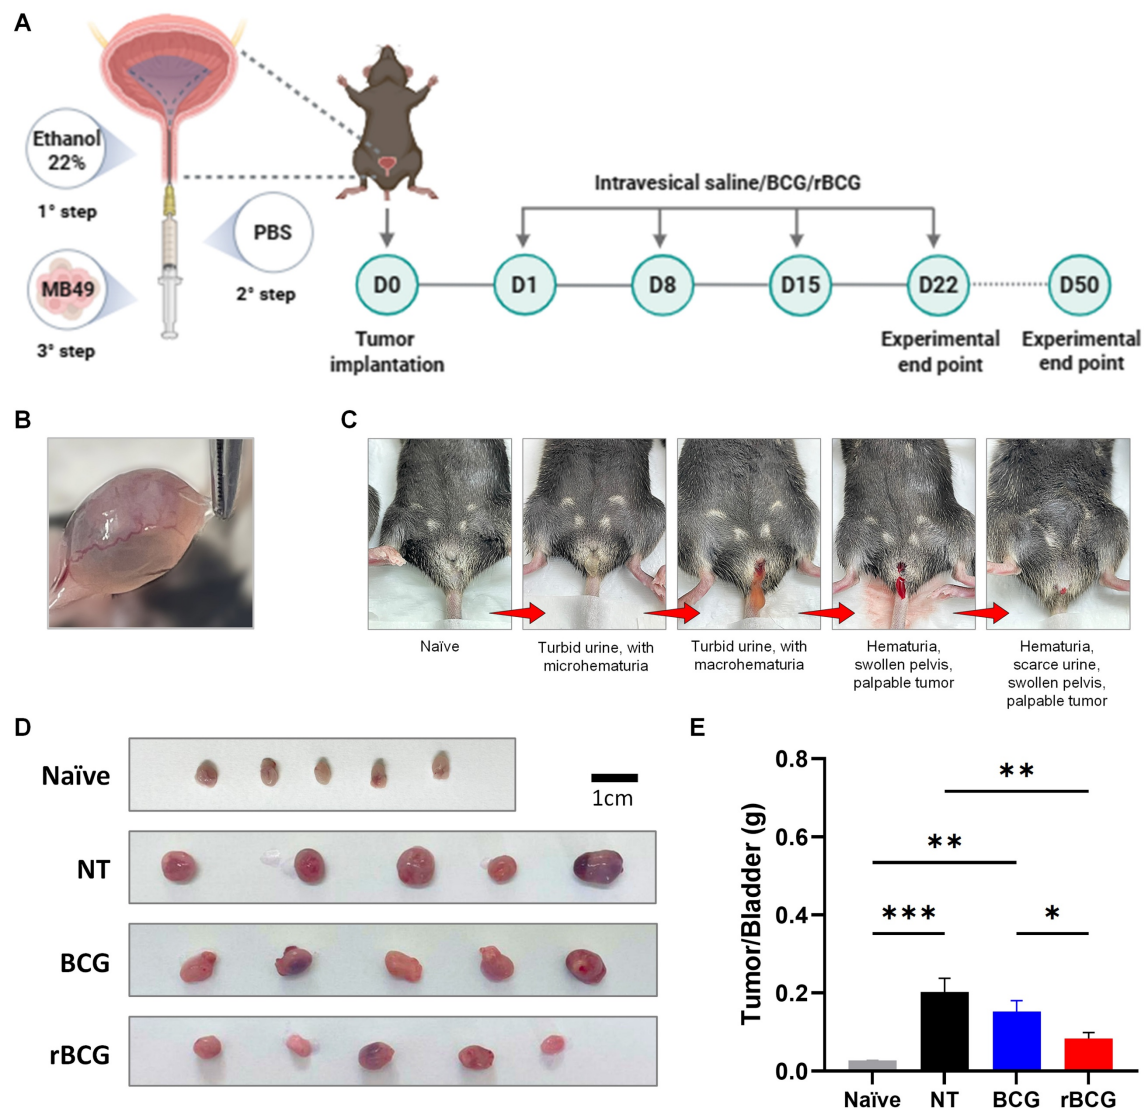 A
Ethanol
22%
1° step
PBS
2° step
MB49
3° step
Intravesical saline/BCG/rBCG
D0
D1
D8
D15
D22
D50
Tumor
implantation
Experimental
end point
Experimental
end point
B
C
Naïve
Turbid urine, with
microhematuria
Turbid urine, with
macrohematuria
Hematuria,
swollen pelvis,
palpable tumor
Hematuria,
scarce urine,
swollen pelvis,
palpable tumor
D
Naïve
NT
BCG
rBCG
1cm
E
Tumor/Bladder (g)
0.8
0.6
0.4
0.2
0.0
**
**
***
*
Naïve
NT
BCG
rBCG